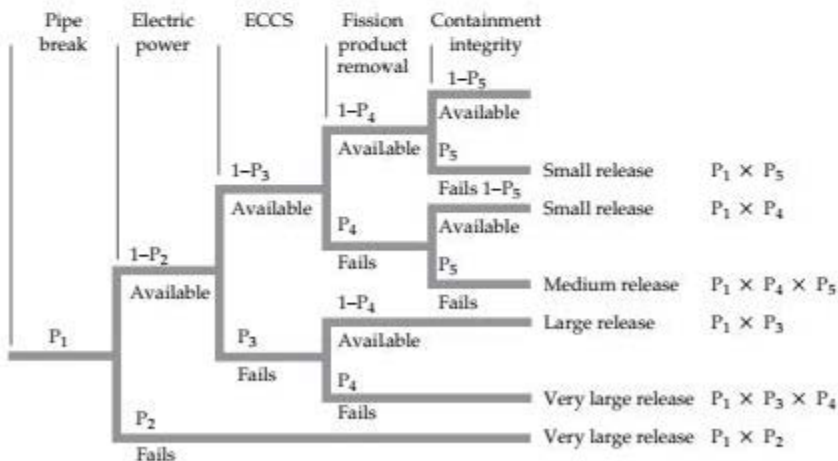 Pipe break
Electric power
ECCS
Fission product removal
Containment integrity
1–P5
Available
1–P4
Available
P5
Small release P1 × P5
Fails 1–P5
Small release P1 × P4
Available
1–P3
Available
P4
Fails
P5
Medium release P1 × P4 × P5
Fails
1–P2
Available
1–P4
Large release P1 × P3
Available
P1
P3
Fails
P4
Very large release P1 × P3 × P4
Fails
P2
Very large release P1 × P2
Fails